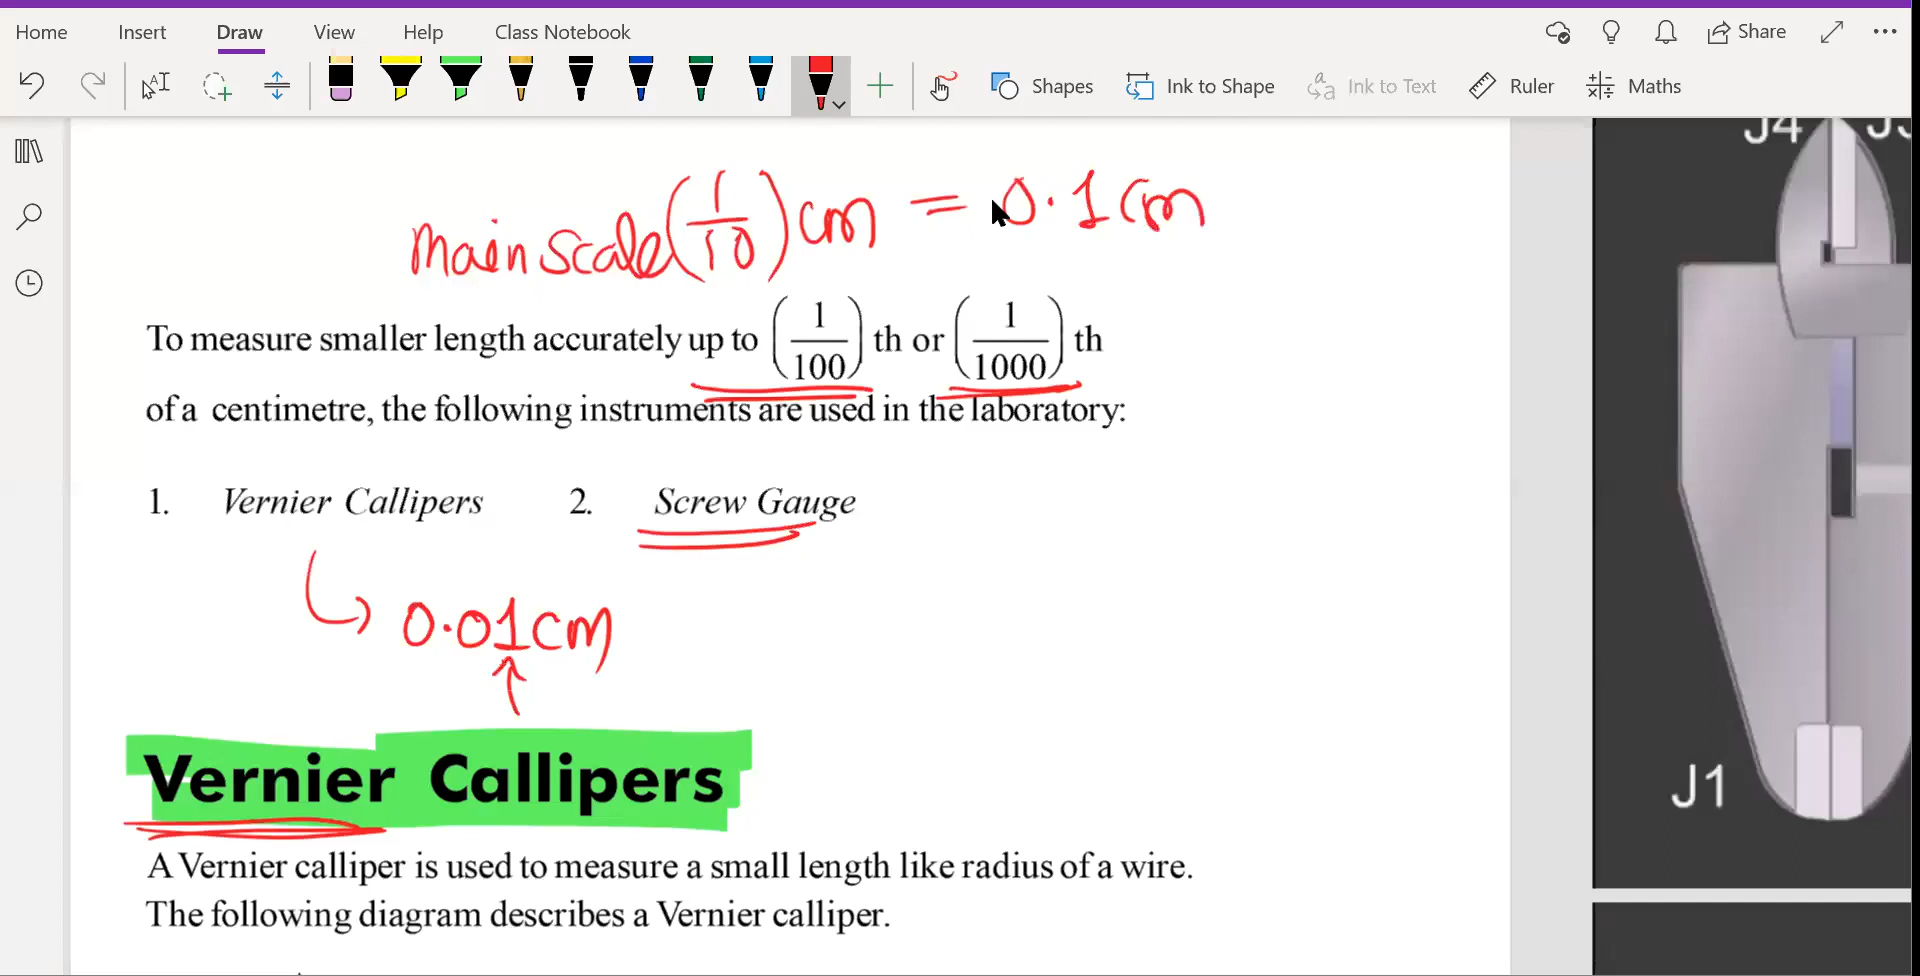 Home Insert Draw View Help Class Notebook Share
Shapes Ink to Shape Ink to Text Ruler Maths
main scale (1/10) cm = 0.1 cm
To measure smaller length accurately up to (1/100) th or (1/1000) th
of a centimetre, the following instruments are used in the laboratory:
1. Vernier Callipers 2. Screw Gauge
0.01 cm
Vernier Callipers
A Vernier calliper is used to measure a small length like radius of a wire.
The following diagram describes a Vernier calliper.
J4
J1